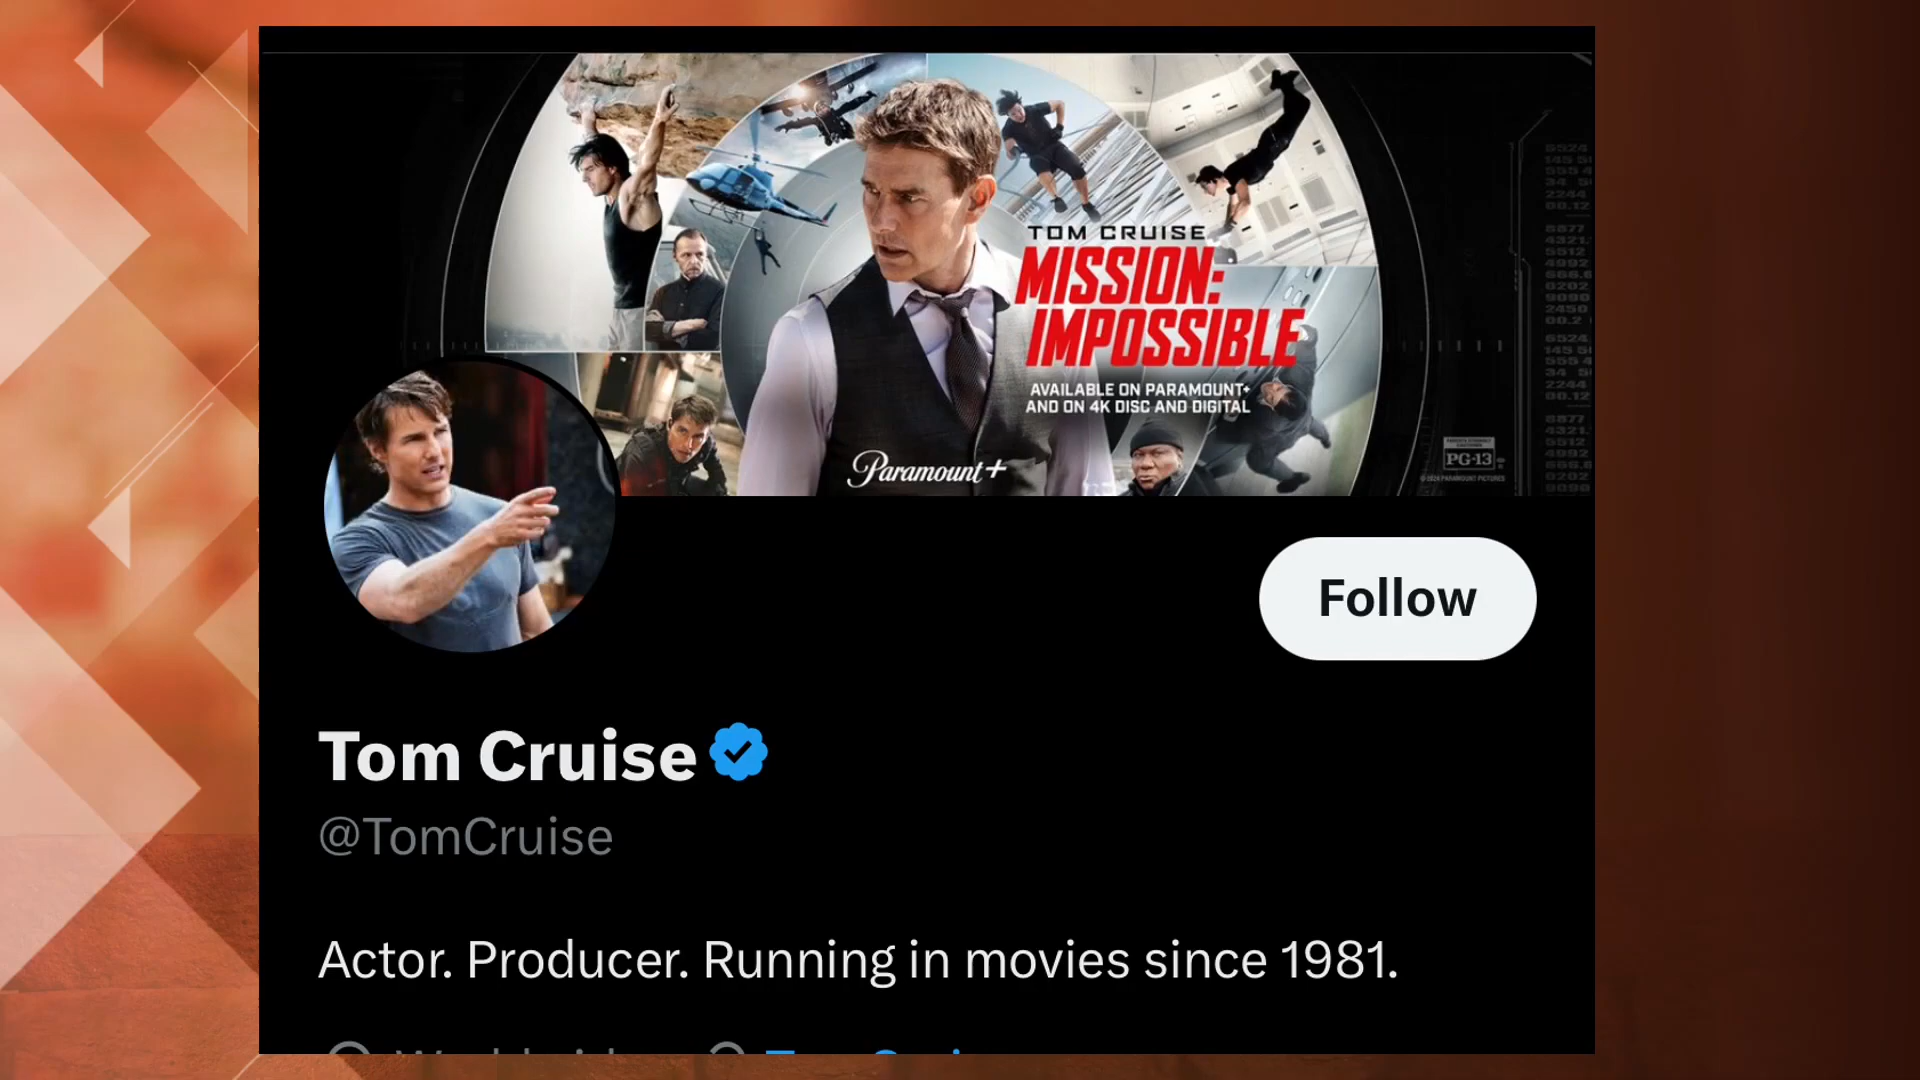 TOM CRUISE
MISSION:
IMPOSSIBLE
AVAILABLE ON PARAMOUNT+
AND ON 4K DISC AND DIGITAL
Paramount+
PG-13
Follow
Tom Cruise
@TomCruise
Actor. Producer. Running in movies since 1981.